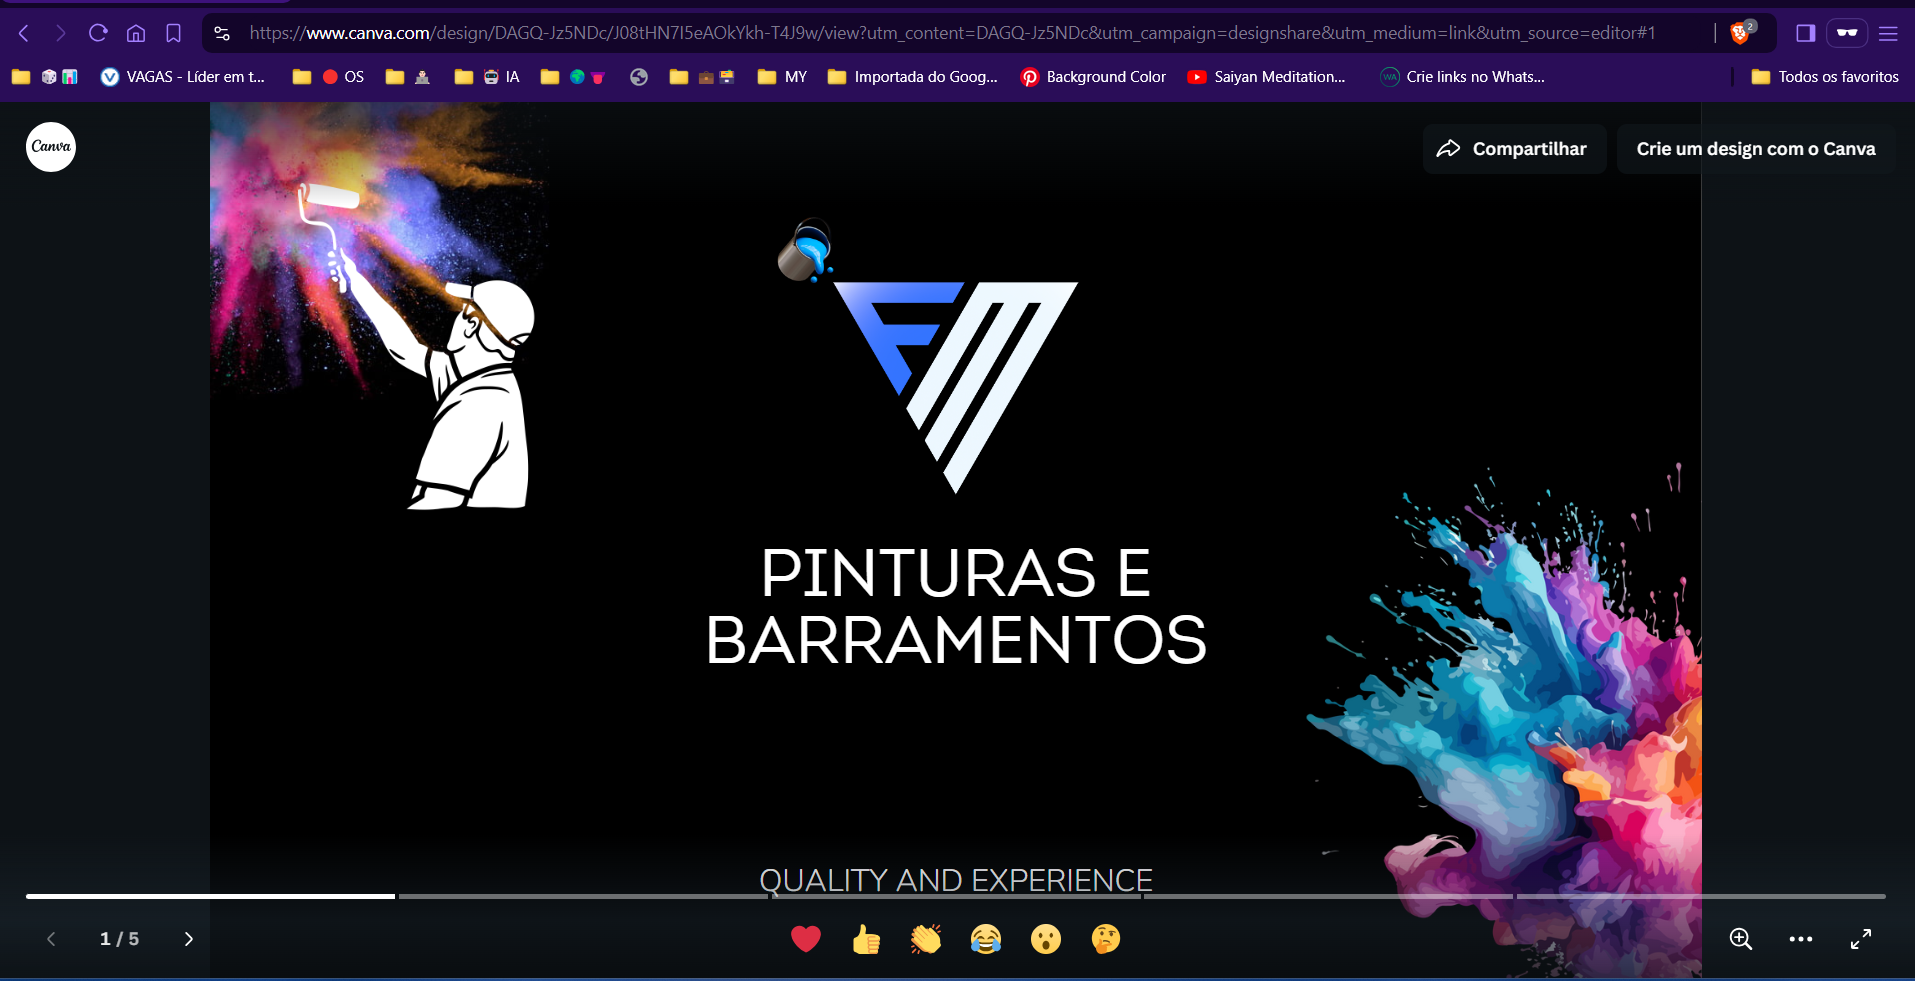 https://www.canva.com/design/DAGQ-Jz5NDc/J08tHN7I5eAOkYkh-T4J9w/view?utm_content=DAGQ-Jz5NDc&utm_campaign=designshare&utm_medium=link&utm_source=editor#1
2
VAGAS - Líder em t...
OS
IA
MY
Importada do Goog...
Background Color
Saiyan Meditation...
WA
Crie links no Whats...
Todos os favoritos
Canva
Compartilhar
Crie um design com o Canva
FM
PINTURAS E
BARRAMENTOS
QUALITY AND EXPERIENCE
1 / 5